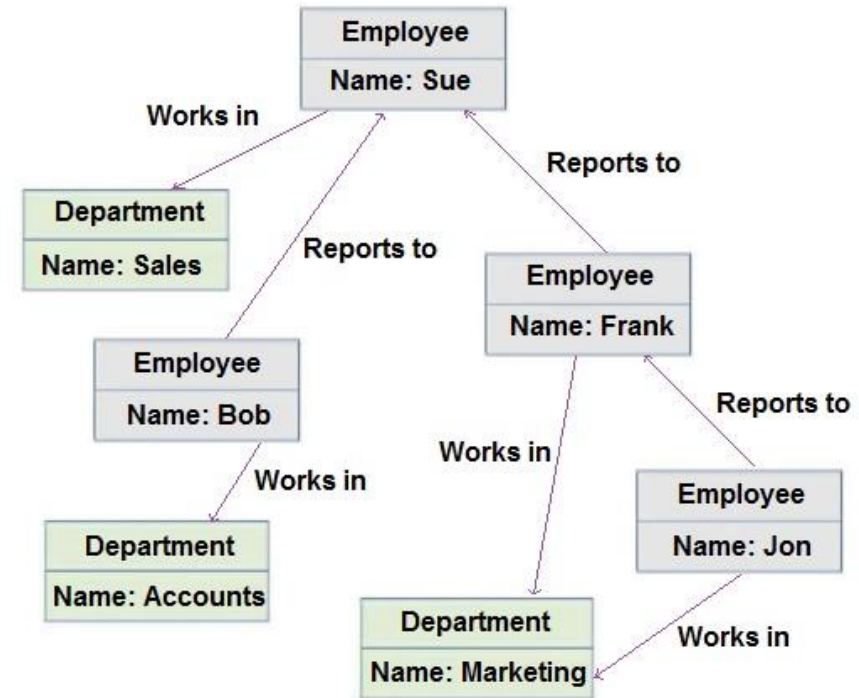 Employee
Name: Sue
Works in
Reports to
Department
Name: Sales
Reports to
Employee
Name: Frank
Employee
Name: Bob
Reports to
Works in
Works in
Employee
Name: Jon
Department
Name: Accounts
Department
Name: Marketing
Works in